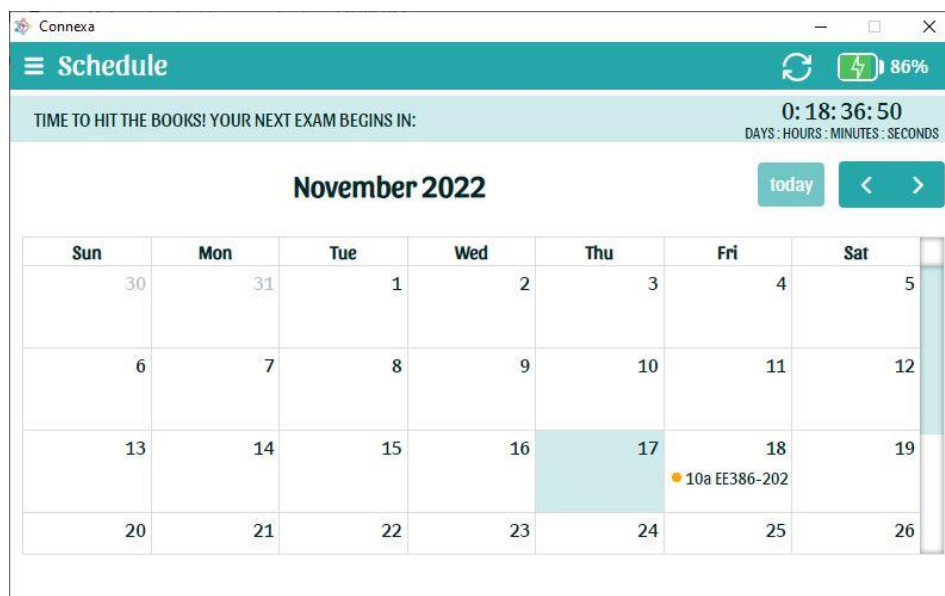 Connexa
Schedule 86%
TIME TO HIT THE BOOKS! YOUR NEXT EXAM BEGINS IN: 0:18:36:50
DAYS : HOURS : MINUTES : SECONDS
November 2022 today
Sun Mon Tue Wed Thu Fri Sat
30 31 1 2 3 4 5
6 7 8 9 10 11 12
13 14 15 16 17 18 19
10a EE386-202
20 21 22 23 24 25 26